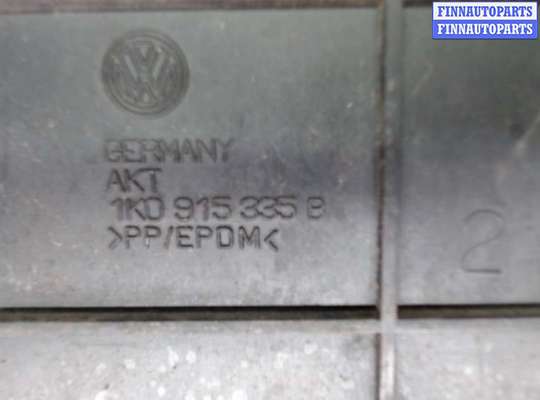 FINNAUTOPARTS
FINNAUTOPARTS
GERMANY
AKT
1K0 915 335 B
>PP/EPDM<
2